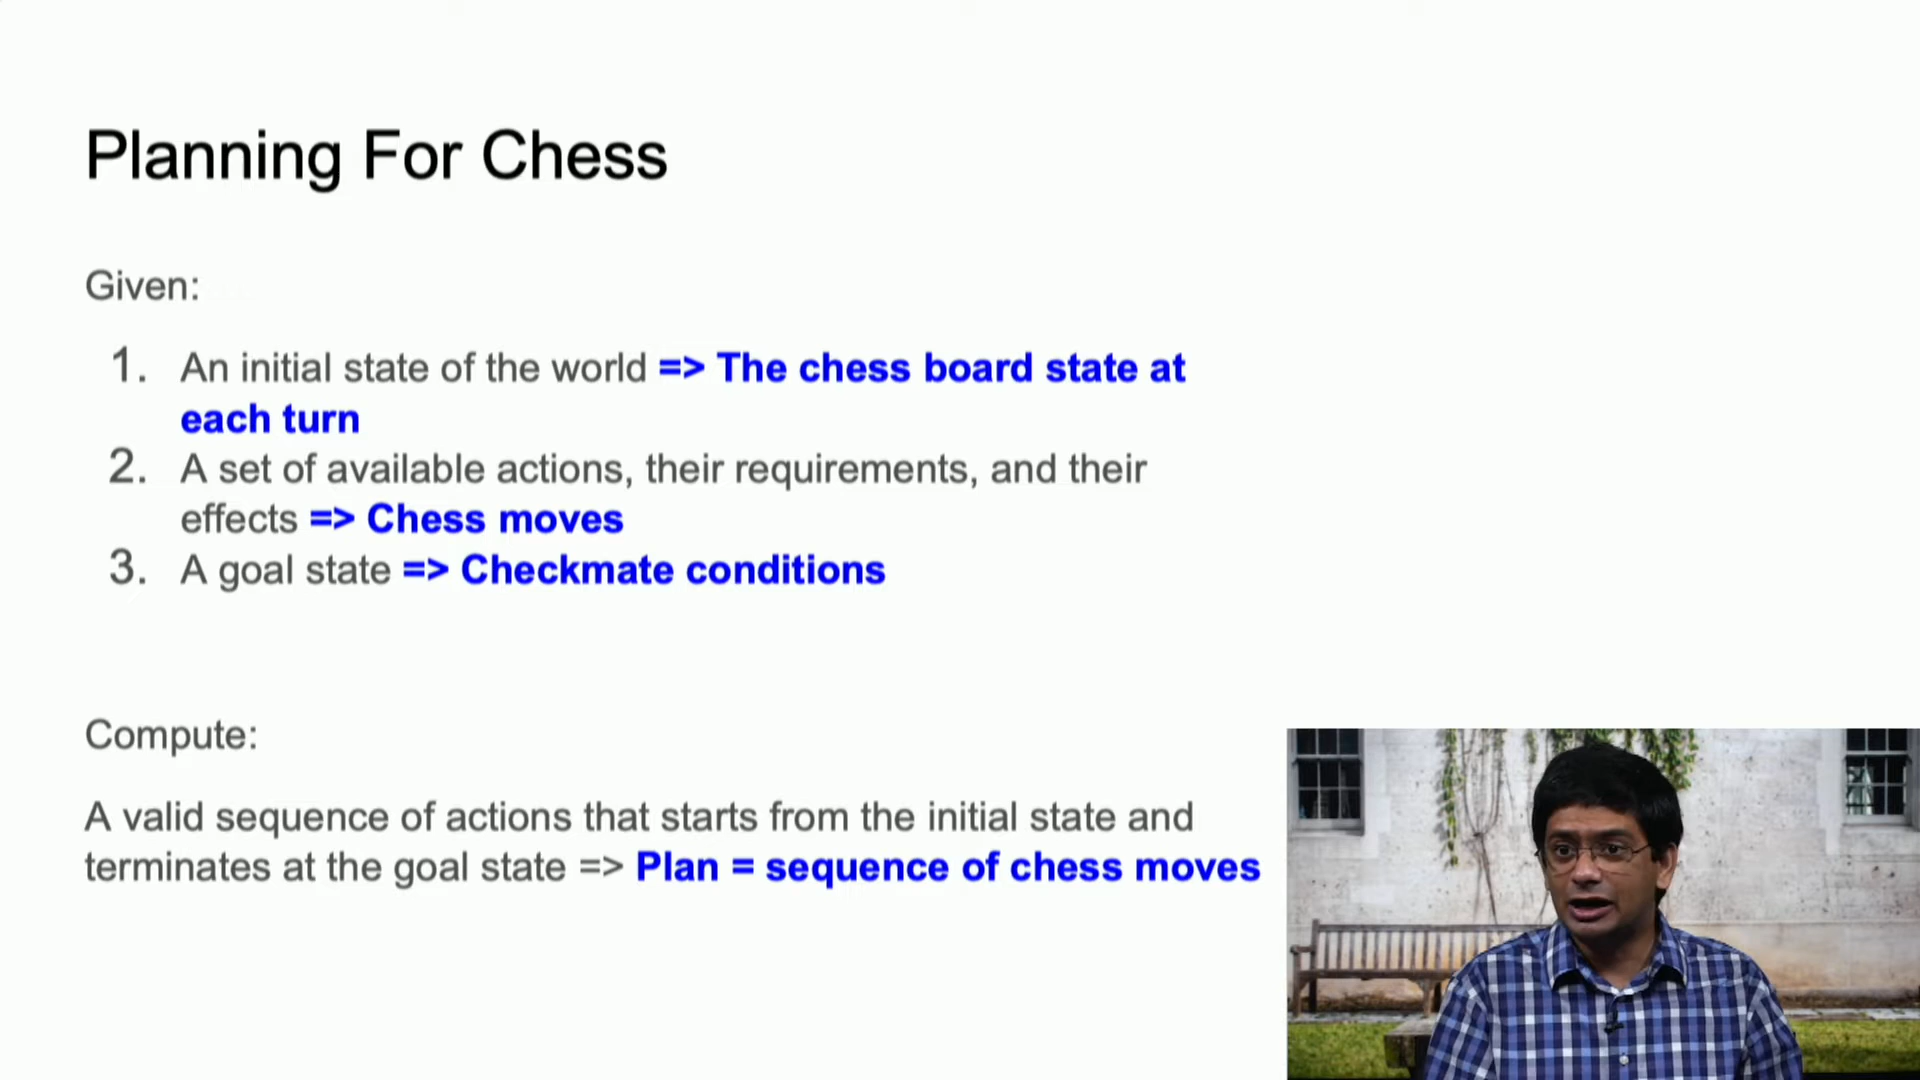 Planning For Chess
Given:
1. An initial state of the world => The chess board state at
each turn
2. A set of available actions, their requirements, and their
effects => Chess moves
3. A goal state => Checkmate conditions
Compute:
A valid sequence of actions that starts from the initial state and
terminates at the goal state => Plan = sequence of chess moves